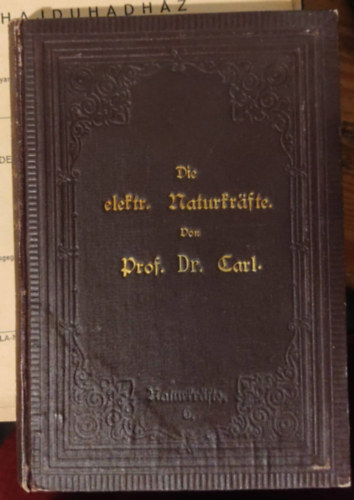 HAJDUHADHÁZ
Die
elektr. Naturkräfte.
Von
Prof. Dr. Carl.
Naturkräfte.